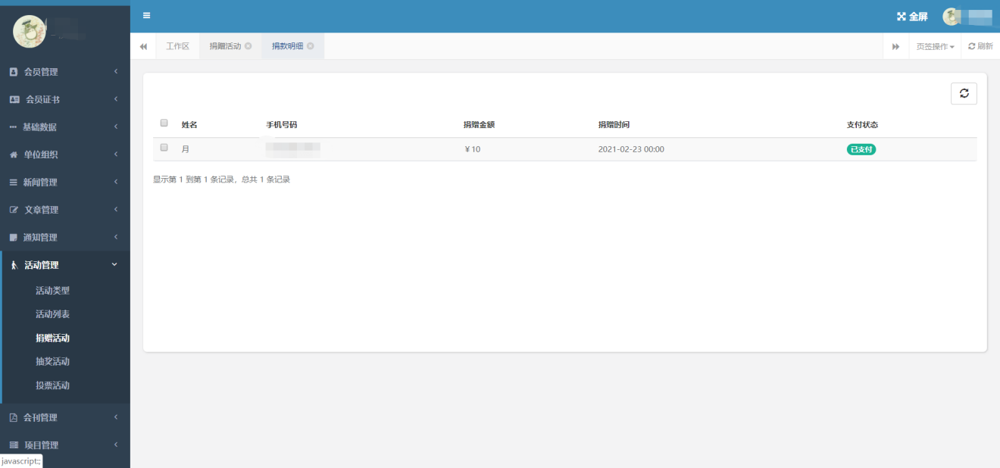 全屏
工作区
捐赠活动
捐款明细
页签操作
刷新
会员管理
会员证书
基础数据
单位组织
新闻管理
文章管理
通知管理
活动管理
活动类型
活动列表
捐赠活动
抽奖活动
投票活动
会刊管理
项目管理
javascript:;
姓名 手机号码 捐赠金额 捐赠时间 支付状态
月 ¥10 2021-02-23 00:00 已支付
显示第 1 到第 1 条记录，总共 1 条记录